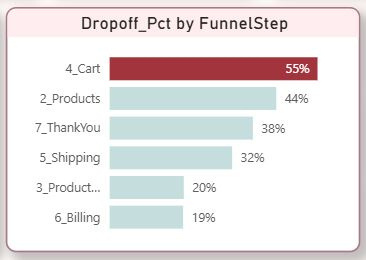 Dropoff_Pct by FunnelStep
4_Cart 55%
2_Products 44%
7_ThankYou 38%
5_Shipping 32%
3_Product... 20%
6_Billing 19%